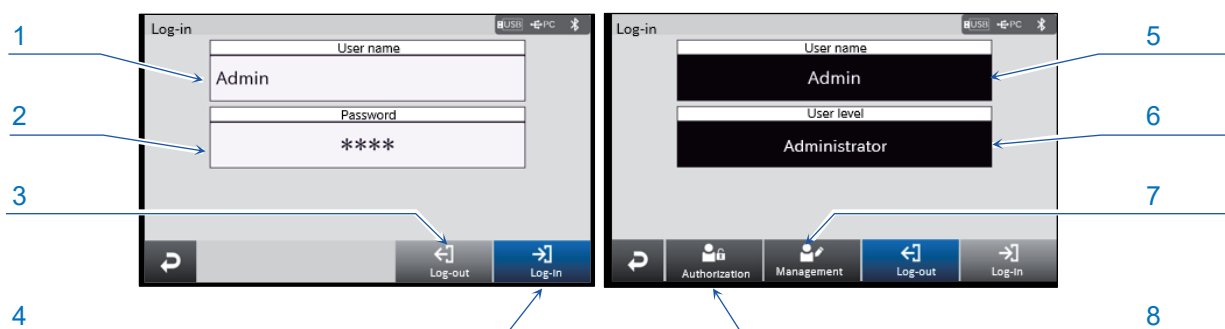 1
Log-in
USB PC
User name
Admin
2
Password
****
3
Log-out
Log-In
4
Log-in
USB PC
User name
Admin
5
User level
Administrator
6
7
Authorization
Management
Log-out
Log-In
8